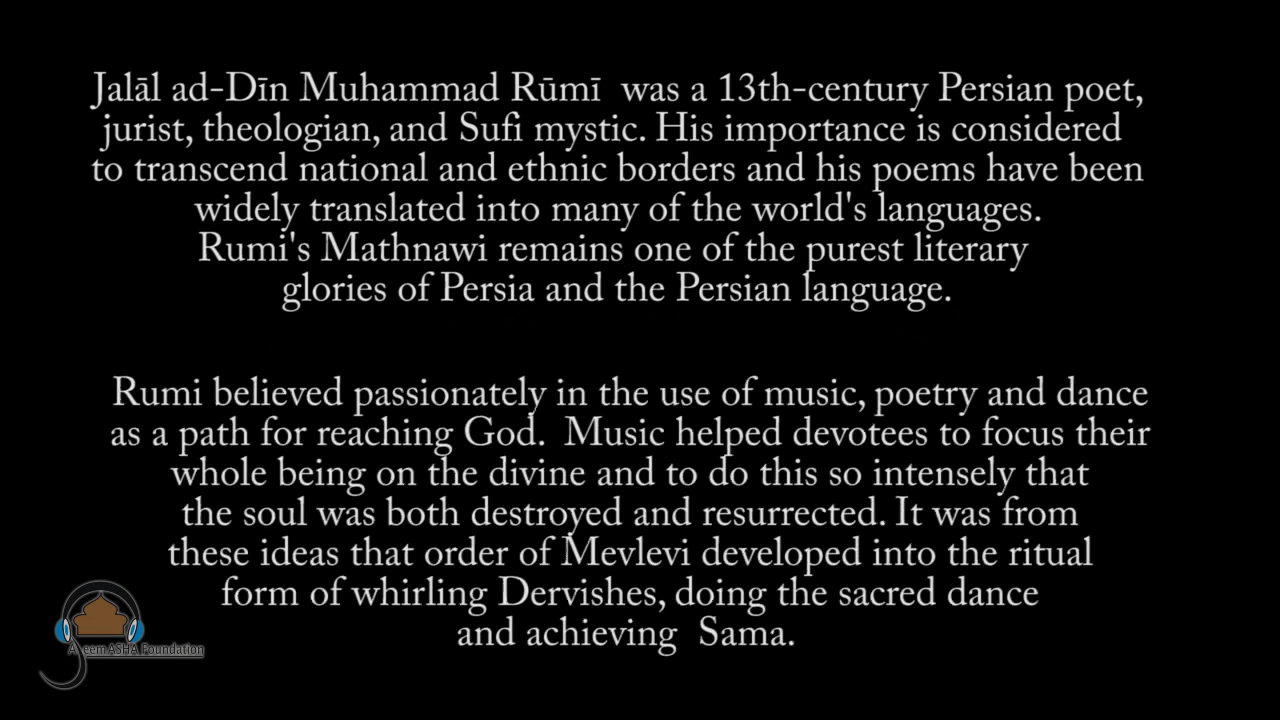 Jalāl ad-Dīn Muhammad Rūmī was a 13th-century Persian poet,
jurist, theologian, and Sufi mystic. His importance is considered
to transcend national and ethnic borders and his poems have been
widely translated into many of the world's languages.
Rumi's Mathnawi remains one of the purest literary
glories of Persia and the Persian language.
Rumi believed passionately in the use of music, poetry and dance
as a path for reaching God. Music helped devotees to focus their
whole being on the divine and to do this so intensely that
the soul was both destroyed and resurrected. It was from
these ideas that order of Mevlevi developed into the ritual
form of whirling Dervishes, doing the sacred dance
and achieving Sama.
ASHA Foundation